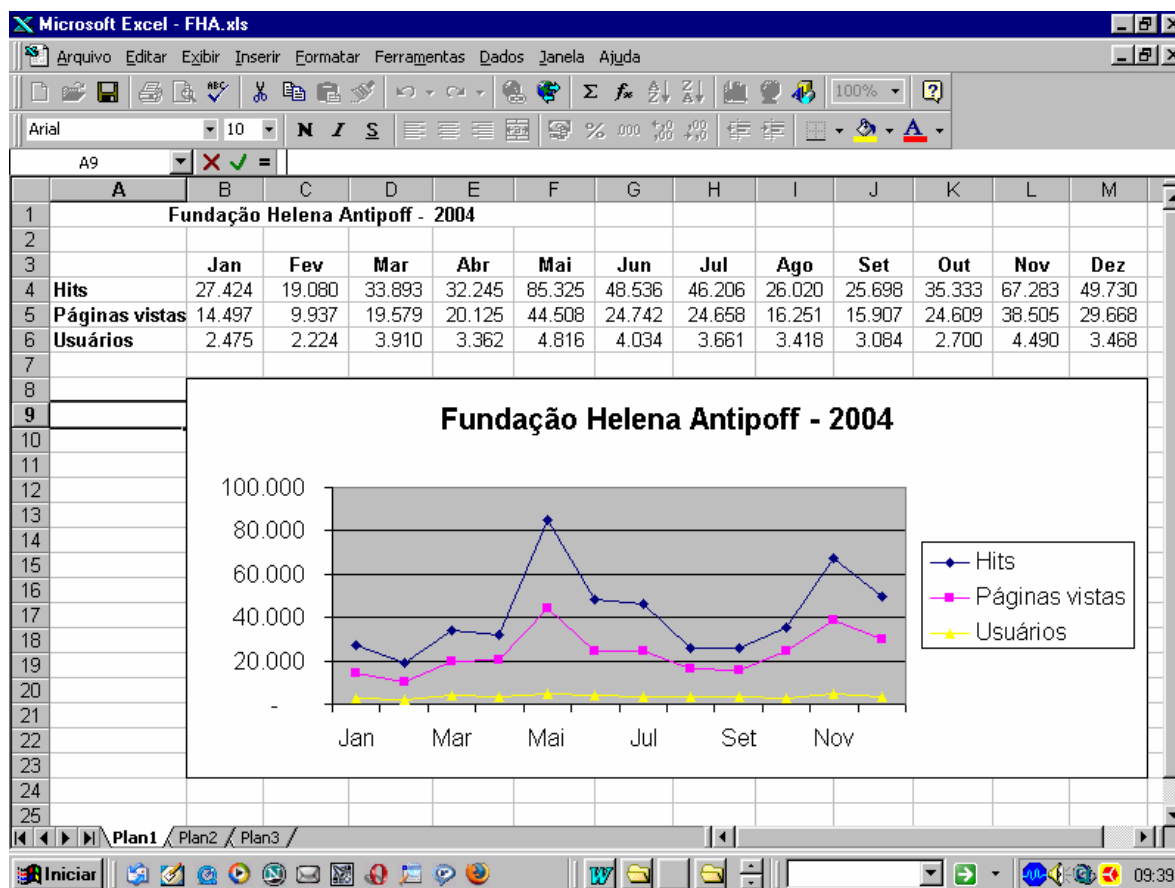 Microsoft Excel - FHA.xls
Arquivo Editar Exibir Inserir Formatar Ferramentas Dados Janela Ajuda
ABC 100%
Arial 10 N I S % 000
A9 =
A B C D E F G H I J K L M
1 Fundação Helena Antipoff - 2004
2
3 Jan Fev Mar Abr Mai Jun Jul Ago Set Out Nov Dez
4 Hits 27.424 19.080 33.893 32.245 85.325 48.536 46.206 26.020 25.698 35.333 67.283 49.730
5 Páginas vistas 14.497 9.937 19.579 20.125 44.508 24.742 24.658 16.251 15.907 24.609 38.505 29.668
6 Usuários 2.475 2.224 3.910 3.362 4.816 4.034 3.661 3.418 3.084 2.700 4.490 3.468
7
8
9
10
11
12
13
14
15
16
17
18
19
20
21
22
23
24
25
Fundação Helena Antipoff - 2004
100.000
80.000
60.000
40.000
20.000
-
Jan Mar Mai Jul Set Nov
Hits
Páginas vistas
Usuários
Plan1 Plan2 Plan3
Iniciar 09:39